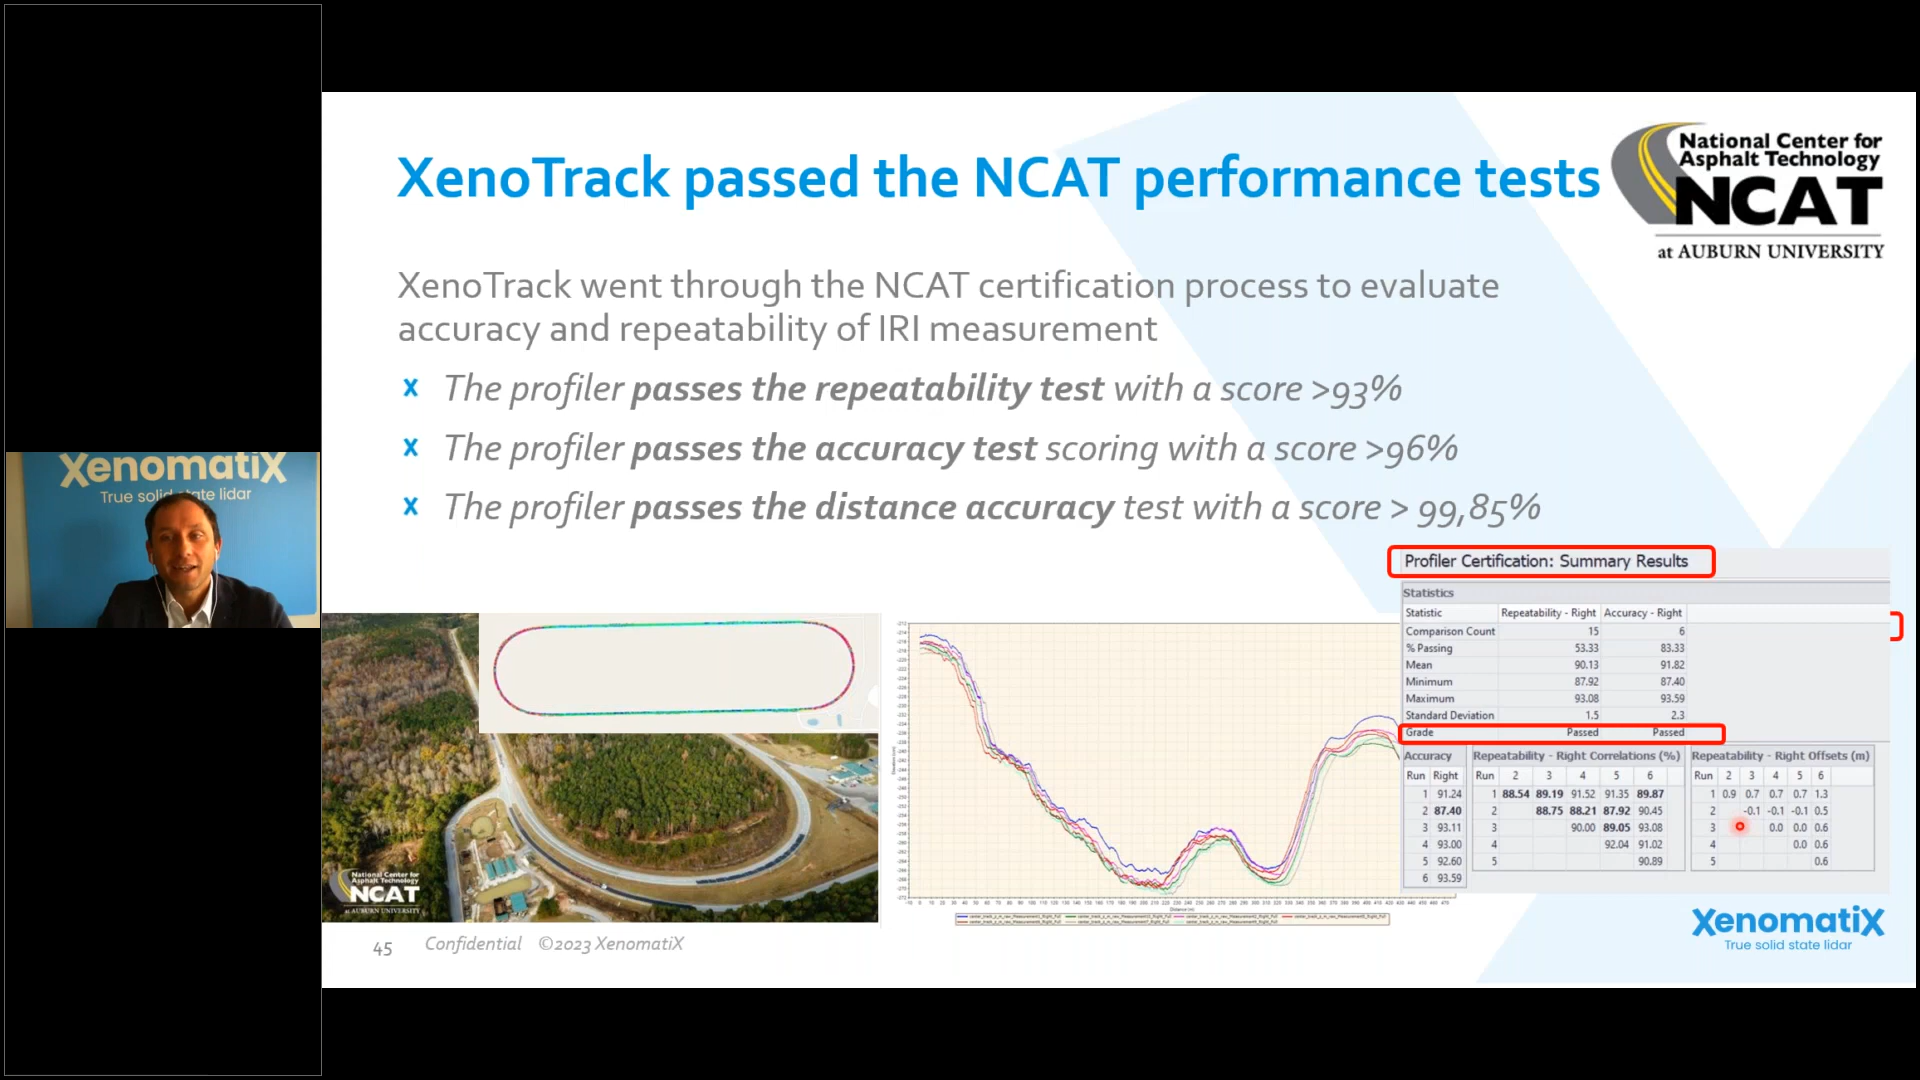 XenomatiX
True solid state lidar
XenoTrack passed the NCAT performance tests
National Center for
Asphalt Technology
NCAT
at AUBURN UNIVERSITY
XenoTrack went through the NCAT certification process to evaluate
accuracy and repeatability of IRI measurement
x The profiler passes the repeatability test with a score >93%
x The profiler passes the accuracy test scoring with a score >96%
x The profiler passes the distance accuracy test with a score > 99,85%
Profiler Certification: Summary Results
Statistics
Statistic Repeatability - Right Accuracy - Right
Comparison Count 15 6
% Passing 53.33 83.33
Mean 90.13 91.82
Minimum 87.92 87.40
Maximum 93.08 93.59
Standard Deviation 1.5 2.3
Grade Passed Passed
Accuracy
Run Right
1 91.24
2 87.40
3 93.11
4 93.00
5 92.60
6 93.59
Repeatability - Right Correlations (%)
Run 2 3 4 5 6
1 88.54 89.19 91.52 91.35 89.87
2 88.75 88.21 87.92 90.45
3 90.00 89.05 93.08
4 92.04 91.02
5 90.89
Repeatability - Right Offsets (m)
Run 2 3 4 5 6
1 0.9 0.7 0.7 0.7 1.3
2 -0.1 -0.1 -0.1 0.5
3 0.0 0.0 0.6
4 0.0 0.6
5 0.6
National Center for
Asphalt Technology
NCAT
at AUBURN UNIVERSITY
45 Confidential ©2023 XenomatiX
XenomatiX
True solid state lidar